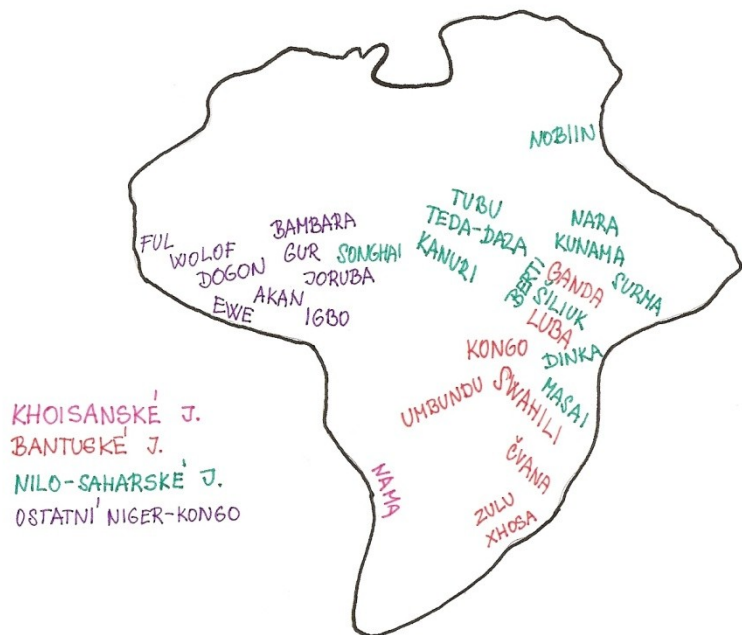 NOBIIN
TUBU
TEDA-DAZA
KANURI
NARA
KUNAMA
SURMA
BERTI
GANDA
ŠILIUK
LUBA
DINKA
MASAI
FUL
WOLOF
DOGON
EWE
BAMBARA
GUR
SONGHAI
JORUBA
AKAN
IGBO
KONGO
UMBUNDU
SWAHILI
ČVANA
ZULU
XHOSA
NAMA
KHOISANSKÉ J.
BANTUSKÉ J.
NILO-SAHARSKÉ J.
OSTATNÍ NIGER-KONGO